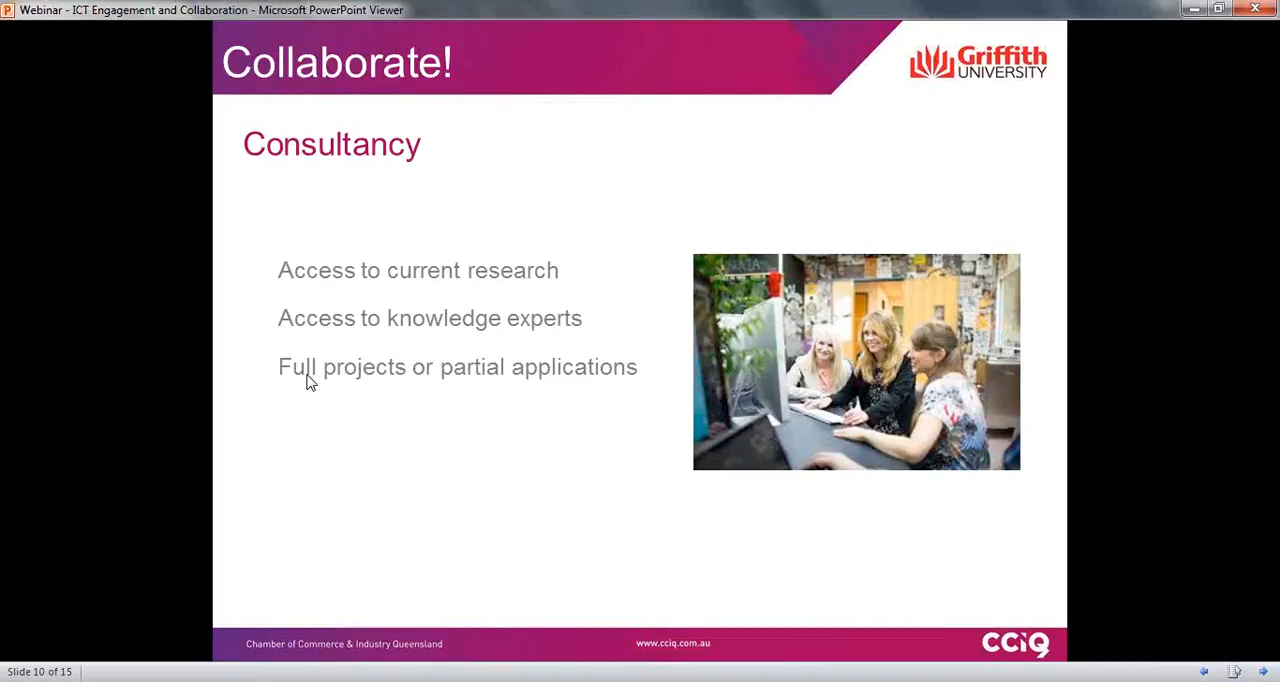 Webinar - ICT Engagement and Collaboration - Microsoft PowerPoint Viewer
Collaborate!
Griffith
UNIVERSITY
Consultancy
Access to current research
Access to knowledge experts
Full projects or partial applications
Chamber of Commerce & Industry Queensland
www.cciq.com.au
CCiQ
Slide 10 of 15